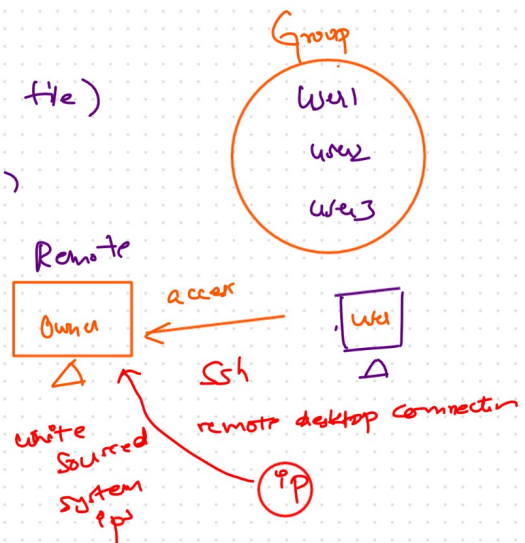 Group
file)
User1
user2
user3
)
Remote
access
Owner
User
Ssh
remote desktop connection
white
Sourced
system
ip's
ip